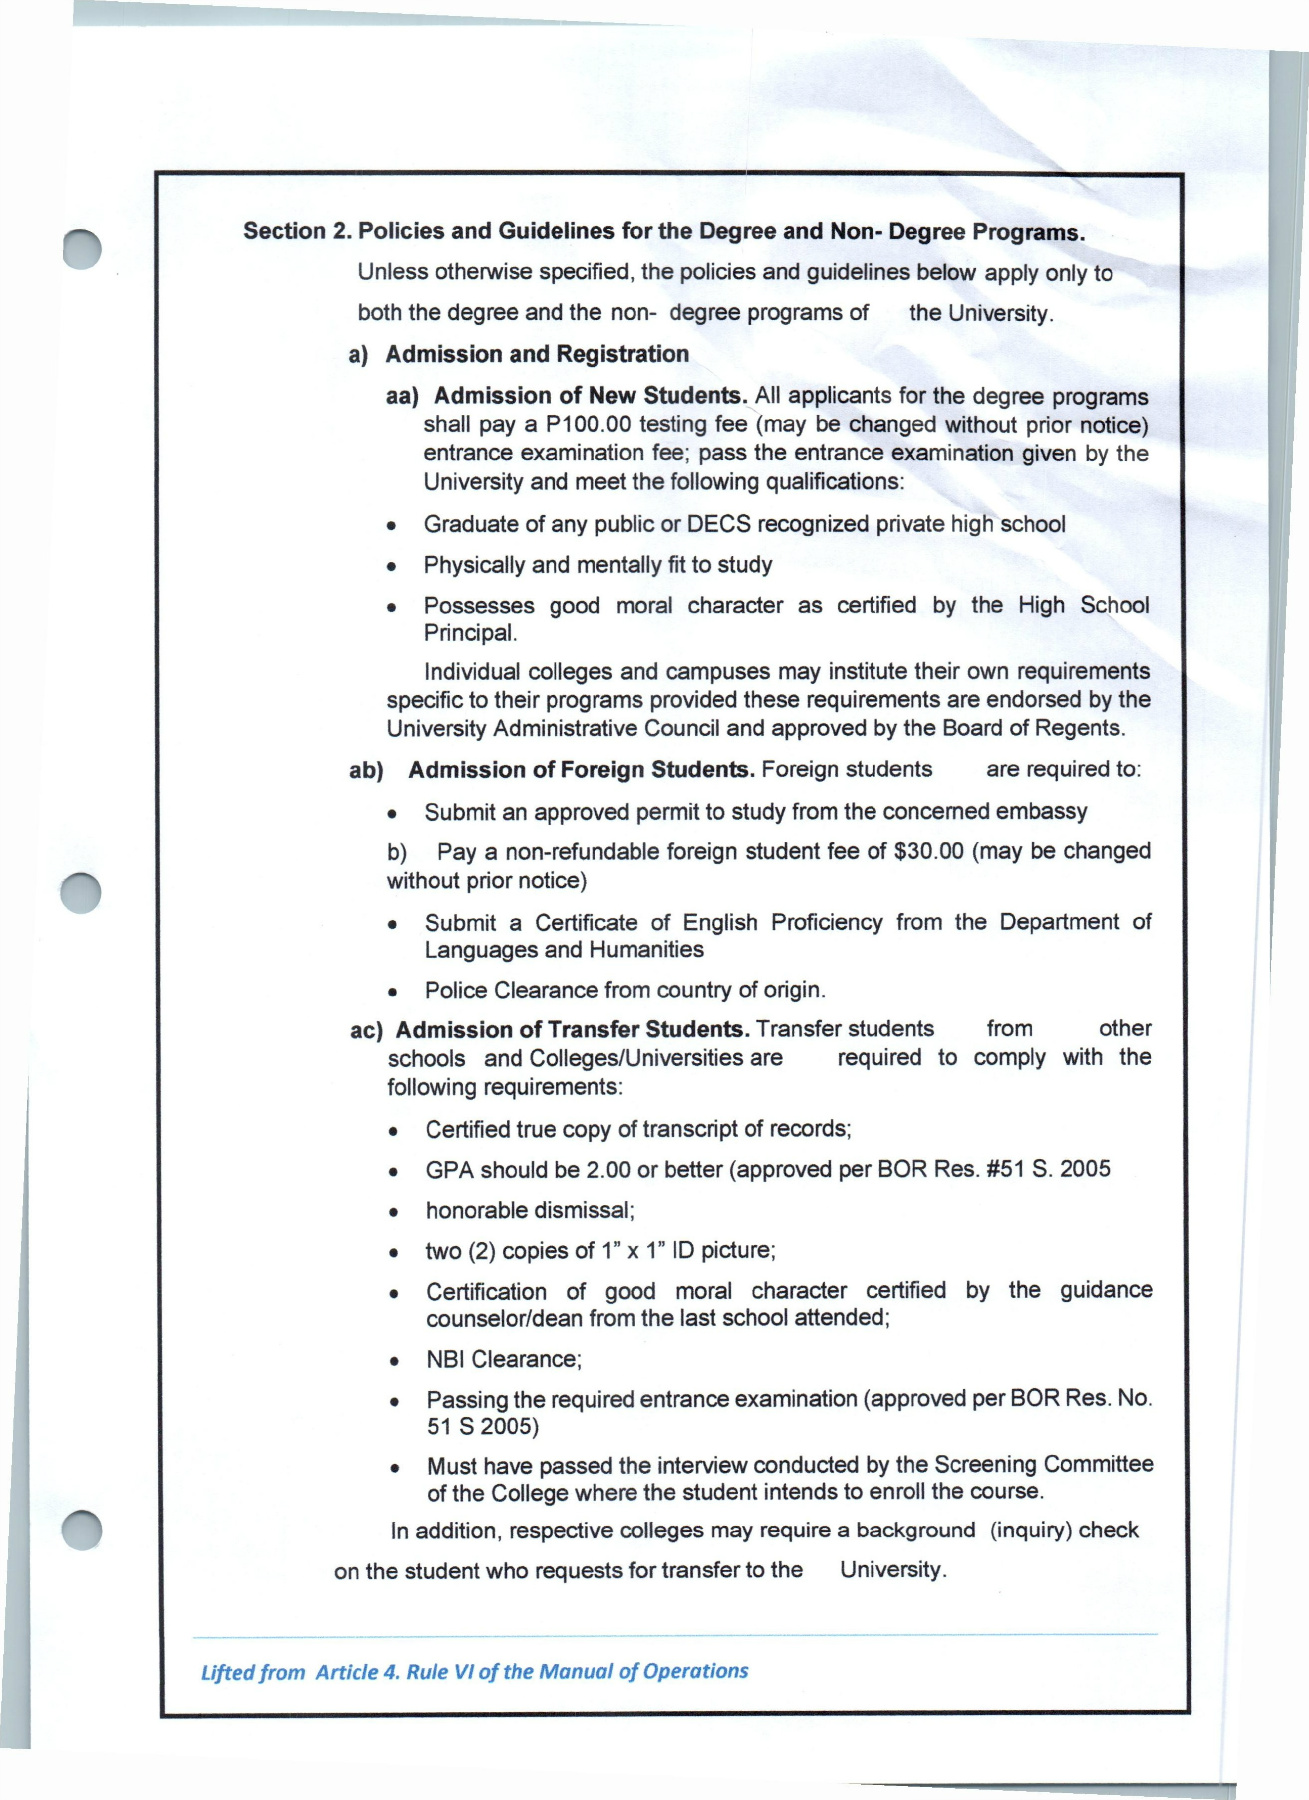 Section 2. Policies and Guidelines for the Degree and Non- Degree Programs.
Unless otherwise specified, the policies and guidelines below apply only to
both the degree and the non- degree programs of the University.
a) Admission and Registration
aa) Admission of New Students. All applicants for the degree programs
shall pay a P100.00 testing fee (may be changed without prior notice)
entrance examination fee; pass the entrance examination given by the
University and meet the following qualifications:
• Graduate of any public or DECS recognized private high school
• Physically and mentally fit to study
• Possesses good moral character as certified by the High School
Principal.
Individual colleges and campuses may institute their own requirements
specific to their programs provided these requirements are endorsed by the
University Administrative Council and approved by the Board of Regents.
ab) Admission of Foreign Students. Foreign students are required to:
• Submit an approved permit to study from the concerned embassy
b) Pay a non-refundable foreign student fee of $30.00 (may be changed
without prior notice)
• Submit a Certificate of English Proficiency from the Department of
Languages and Humanities
• Police Clearance from country of origin.
ac) Admission of Transfer Students. Transfer students from other
schools and Colleges/Universities are required to comply with the
following requirements:
• Certified true copy of transcript of records;
• GPA should be 2.00 or better (approved per BOR Res. #51 S. 2005
• honorable dismissal;
• two (2) copies of 1” x 1” ID picture;
• Certification of good moral character certified by the guidance
counselor/dean from the last school attended;
• NBI Clearance;
• Passing the required entrance examination (approved per BOR Res. No.
51 S 2005)
• Must have passed the interview conducted by the Screening Committee
of the College where the student intends to enroll the course.
In addition, respective colleges may require a background (inquiry) check
on the student who requests for transfer to the University.
Lifted from Article 4. Rule VI of the Manual of Operations